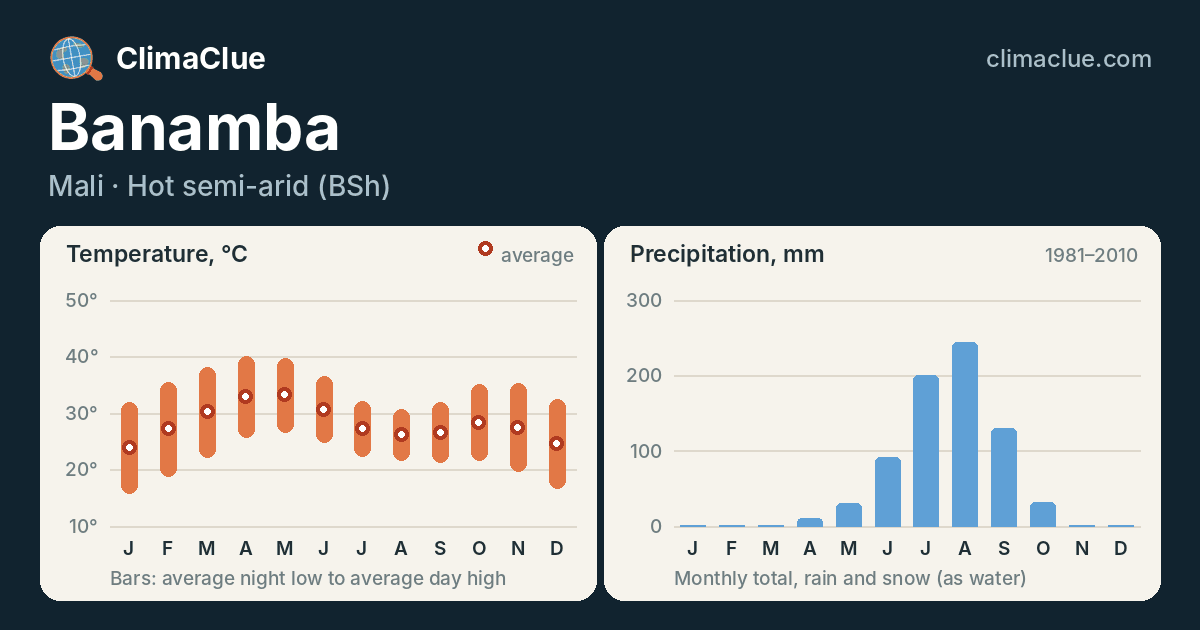 ClimaClue
climaclue.com
Banamba
Mali · Hot semi-arid (BSh)
Temperature, °C
average
50°
40°
30°
20°
10°
J F M A M J J A S O N D
Bars: average night low to average day high
Precipitation, mm
1981–2010
300
200
100
0
J F M A M J J A S O N D
Monthly total, rain and snow (as water)